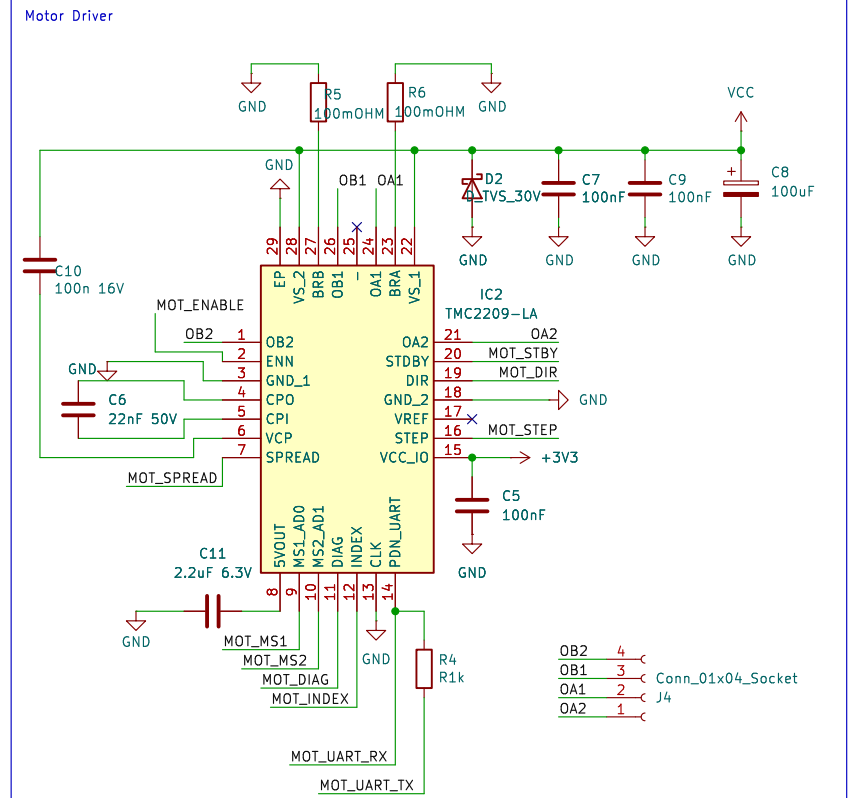 Motor Driver
R5
R6
100mOHM
100mOHM
GND
GND
VCC
GND
OB1
OA1
D2
D_TVS_30V
C7
100nF
C9
100nF
C8
100uF
+
29
28
27
26
25
24
23
22
GND
GND
GND
GND
C10
100n 16V
EP
VS_2
BRB
OB1
–
OA1
BRA
VS_1
IC2
TMC2209-LA
MOT_ENABLE
OB2
1
OB2
OA2
21
OA2
2
ENN
STDBY
20
MOT_STBY
GND
3
GND_1
DIR
19
MOT_DIR
4
CPO
GND_2
18
GND
C6
22nF 50V
5
CPI
VREF
17
6
VCP
STEP
16
MOT_STEP
7
SPREAD
VCC_IO
15
+3V3
MOT_SPREAD
C5
100nF
5VOUT
MS1_AD0
MS2_AD1
DIAG
INDEX
CLK
PDN_UART
C11
2.2uF 6.3V
GND
8
9
10
11
12
13
14
GND
MOT_MS1
MOT_MS2
GND
MOT_DIAG
MOT_INDEX
R4
R1k
OB2
4
OB1
3
Conn_01x04_Socket
OA1
2
J4
OA2
1
MOT_UART_RX
MOT_UART_TX